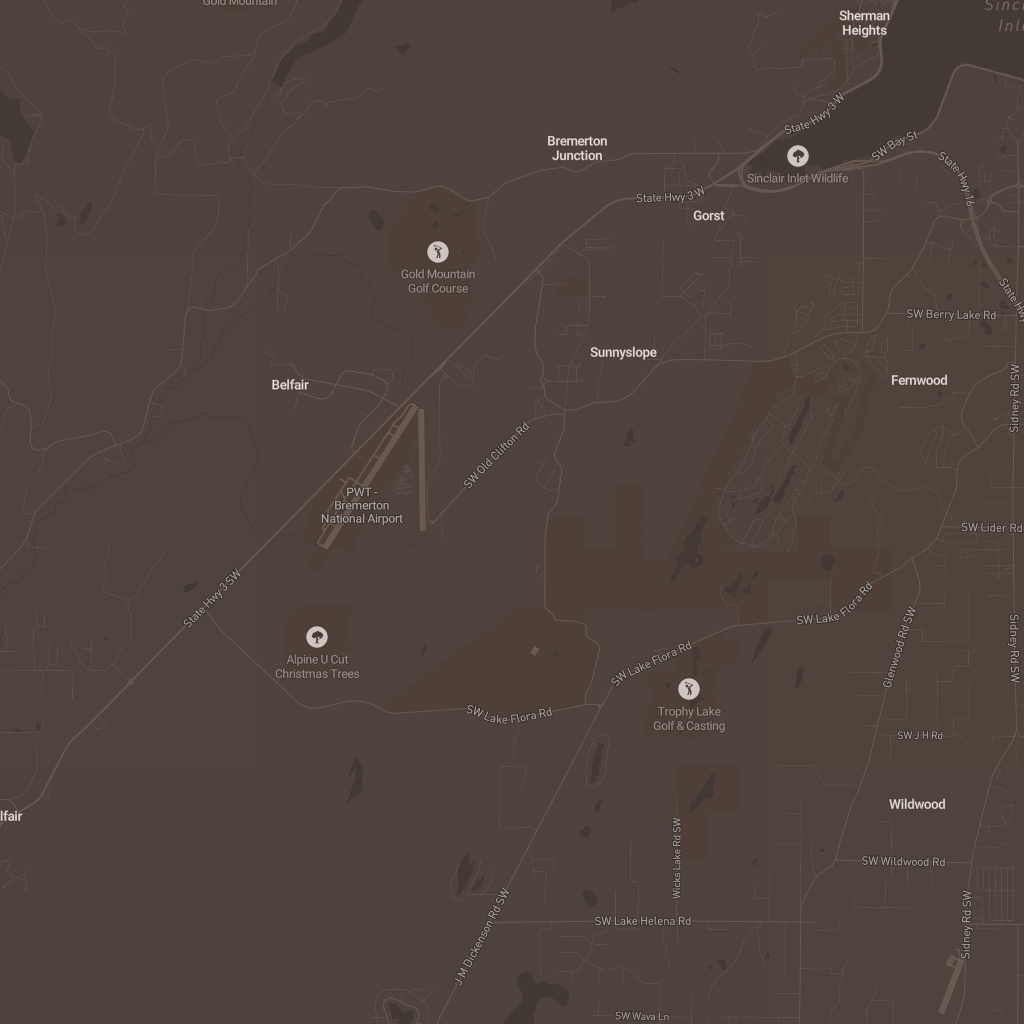 Gold Mountain
Sherman
Heights
State Hwy 3 W
Bremerton
Junction
SW Bay St
Sinclair Inlet Wildlife
State Hwy 16
State Hwy 3 W
Gorst
Gold Mountain
Golf Course
SW Berry Lake Rd
Sunnyslope
Belfair
Fernwood
Sidney Rd SW
SW Old Clifton Rd
PWT -
Bremerton
National Airport
SW Lider Rd
State Hwy 3 SW
SW Lake Flora Rd
Glenwood Rd SW
Sidney Rd SW
Alpine U Cut
Christmas Trees
SW Lake Flora Rd
SW Lake Flora Rd
Trophy Lake
Golf & Casting
SW J H Rd
Wildwood
lfair
Wicks Lake Rd SW
SW Wildwood Rd
J M Dickenson Rd SW
SW Lake Helena Rd
Sidney Rd SW
SW Wava Ln